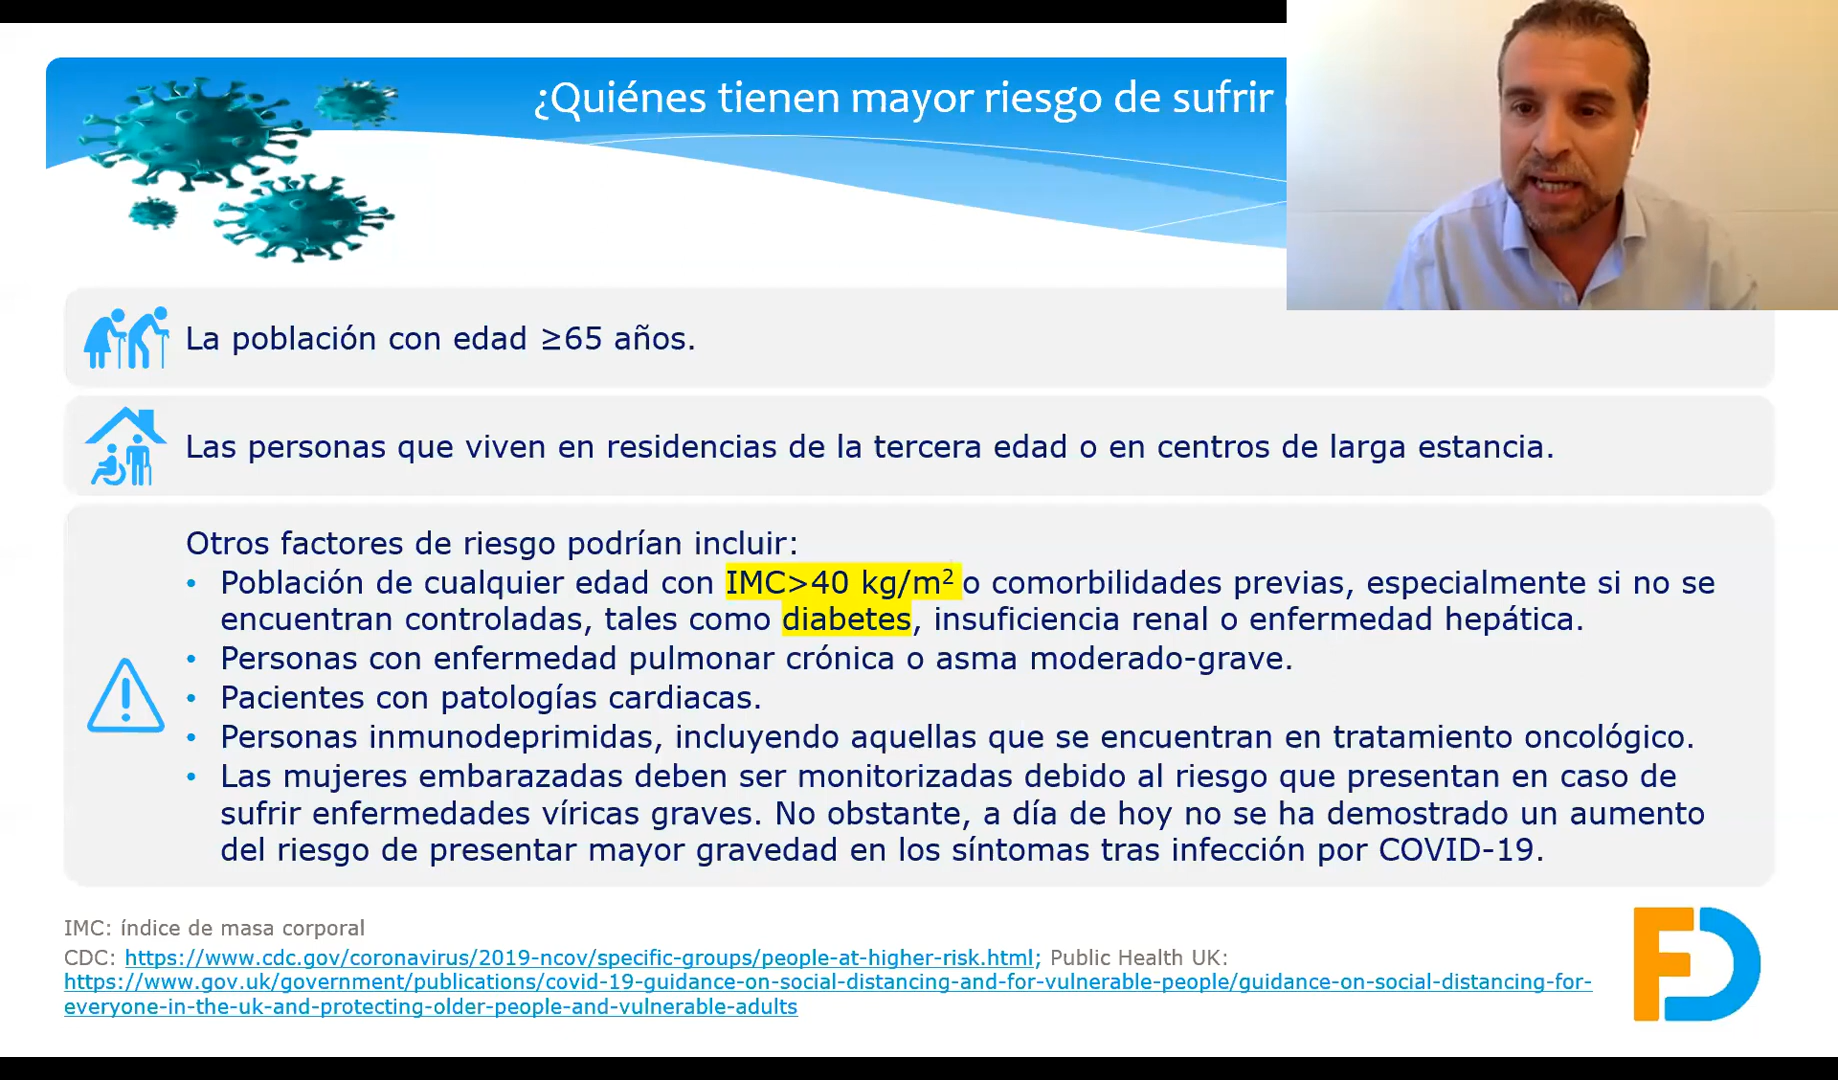 ¿Quiénes tienen mayor riesgo de sufrir
La población con edad ≥65 años.
Las personas que viven en residencias de la tercera edad o en centros de larga estancia.
Otros factores de riesgo podrían incluir:
• Población de cualquier edad con IMC>40 kg/m² o comorbilidades previas, especialmente si no se
encuentran controladas, tales como diabetes, insuficiencia renal o enfermedad hepática.
• Personas con enfermedad pulmonar crónica o asma moderado-grave.
• Pacientes con patologías cardiacas.
• Personas inmunodeprimidas, incluyendo aquellas que se encuentran en tratamiento oncológico.
• Las mujeres embarazadas deben ser monitorizadas debido al riesgo que presentan en caso de
sufrir enfermedades víricas graves. No obstante, a día de hoy no se ha demostrado un aumento
del riesgo de presentar mayor gravedad en los síntomas tras infección por COVID-19.
IMC: índice de masa corporal
CDC: https://www.cdc.gov/coronavirus/2019-ncov/specific-groups/people-at-higher-risk.html; Public Health UK:
https://www.gov.uk/government/publications/covid-19-guidance-on-social-distancing-and-for-vulnerable-people/guidance-on-social-distancing-for-
everyone-in-the-uk-and-protecting-older-people-and-vulnerable-adults
FD